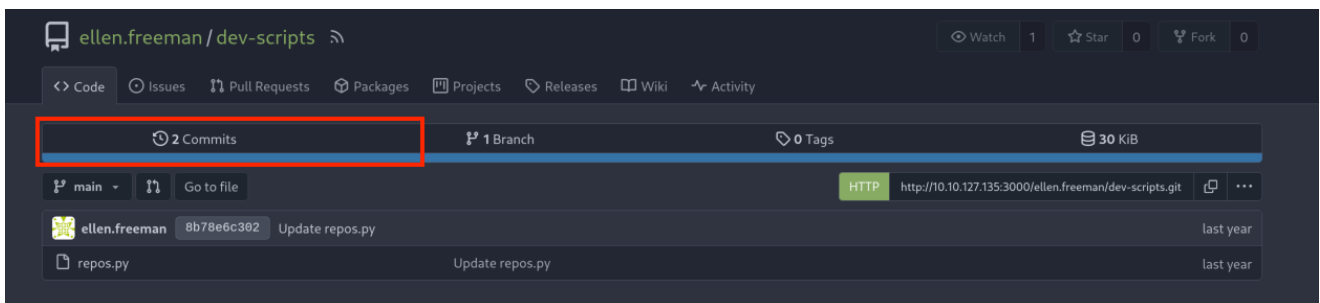 ellen.freeman / dev-scripts
Watch 1 Star 0 Fork 0
Code Issues Pull Requests Packages Projects Releases Wiki Activity
2 Commits 1 Branch 0 Tags 30 KiB
main Go to file HTTP http://10.10.127.135:3000/ellen.freeman/dev-scripts.git
ellen.freeman 8b78e6c302 Update repos.py last year
repos.py Update repos.py last year